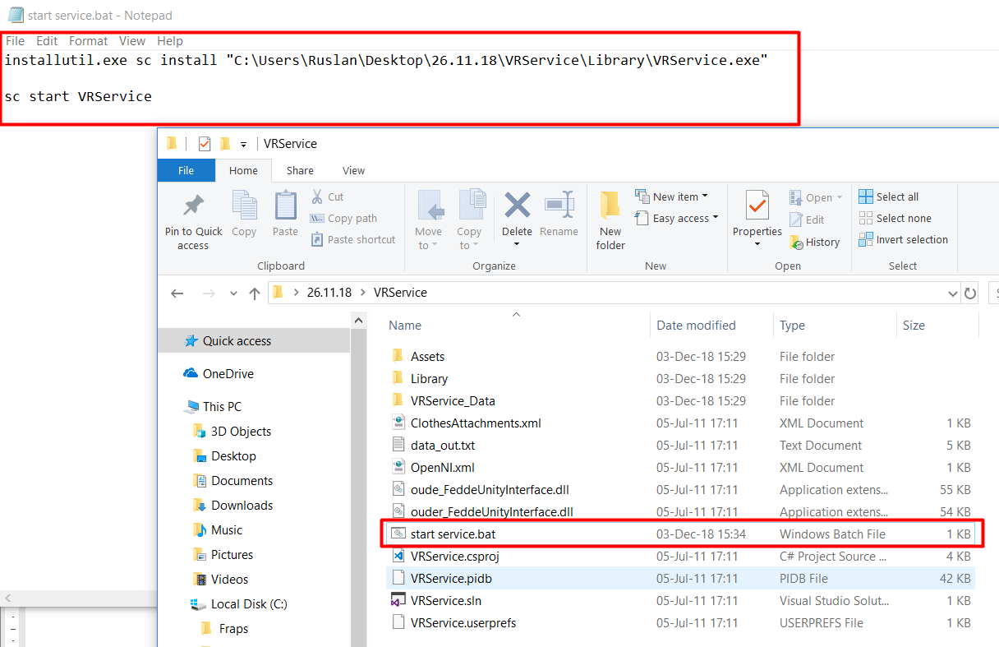 start service.bat - Notepad
File Edit Format View Help
installutil.exe sc install "C:\Users\Ruslan\Desktop\26.11.18\VRService\Library\VRService.exe"
sc start VRService
VRService
File Home Share View
Pin to Quick access
Copy
Paste
Cut
Copy path
Paste shortcut
Clipboard
Move to
Copy to
Delete
Rename
Organize
New folder
New item
Easy access
New
Properties
Open
Edit
History
Open
Select all
Select none
Invert selection
Select
26.11.18 VRService
Quick access
OneDrive
This PC
3D Objects
Desktop
Documents
Downloads
Music
Pictures
Videos
Local Disk (C:)
Fraps
Name Date modified Type Size
Assets 03-Dec-18 15:29 File folder
Library 03-Dec-18 15:29 File folder
VRService_Data 03-Dec-18 15:29 File folder
ClothesAttachments.xml 05-Jul-11 17:11 XML Document 1 KB
data_out.txt 05-Jul-11 17:11 Text Document 5 KB
OpenNI.xml 05-Jul-11 17:11 XML Document 1 KB
oude_FeddeUnityInterface.dll 05-Jul-11 17:11 Application extens... 55 KB
ouder_FeddeUnityInterface.dll 05-Jul-11 17:11 Application extens... 54 KB
start service.bat 03-Dec-18 15:34 Windows Batch File 1 KB
VRService.csproj 05-Jul-11 17:11 C# Project Source ... 4 KB
VRService.pidb 05-Jul-11 17:11 PIDB File 42 KB
VRService.sln 05-Jul-11 17:11 Visual Studio Solut... 1 KB
VRService.userprefs 05-Jul-11 17:11 USERPREFS File 1 KB